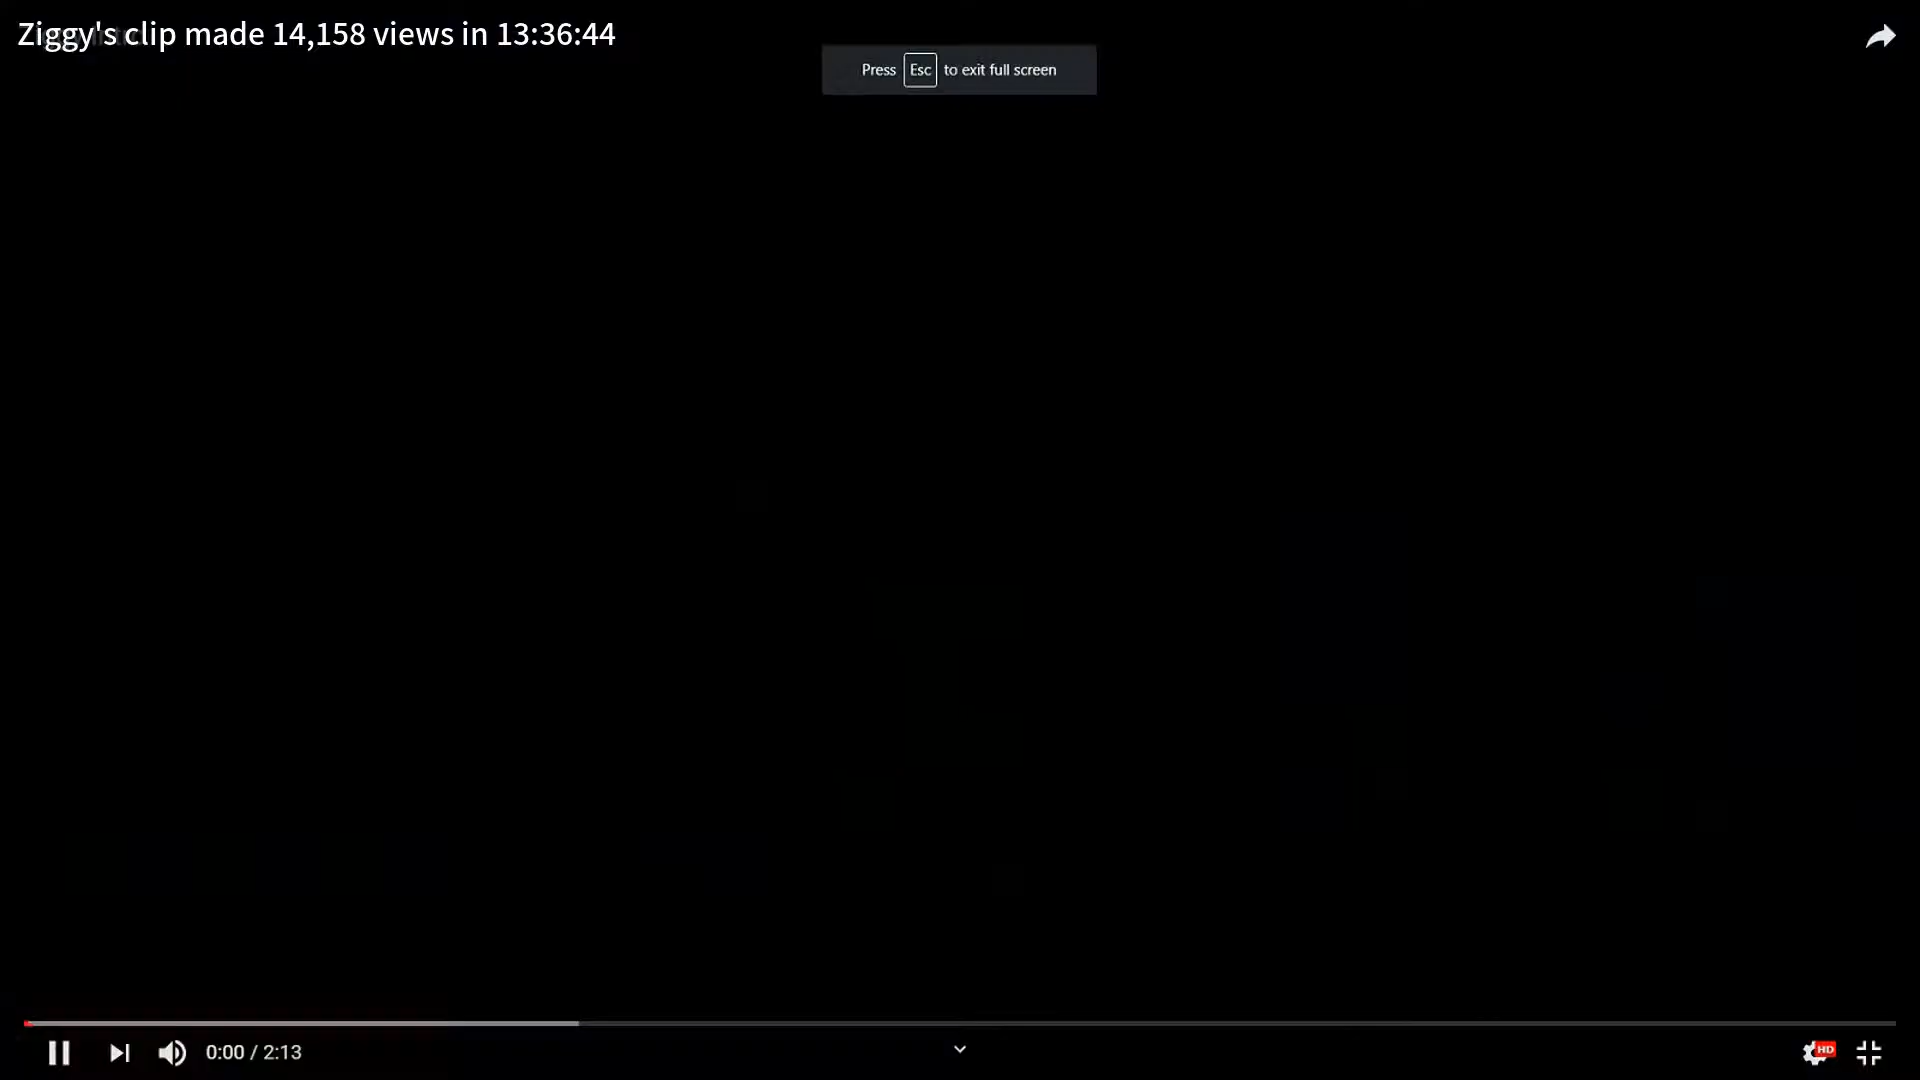 Ziggy's clip made 14,158 views in 13:36:44
Press Esc to exit full screen
0:00 / 2:13
HD